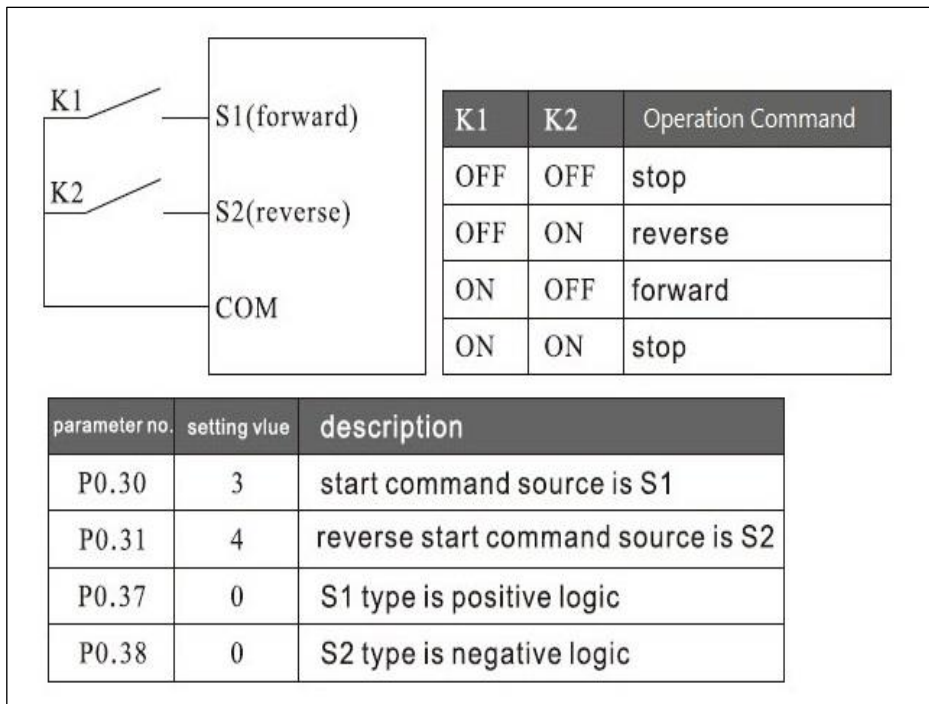 K1
S1(forward)
K2
S2(reverse)
COM
K1 K2 Operation Command
OFF OFF stop
OFF ON reverse
ON OFF forward
ON ON stop
parameter no. setting vlue description
P0.30 3 start command source is S1
P0.31 4 reverse start command source is S2
P0.37 0 S1 type is positive logic
P0.38 0 S2 type is negative logic